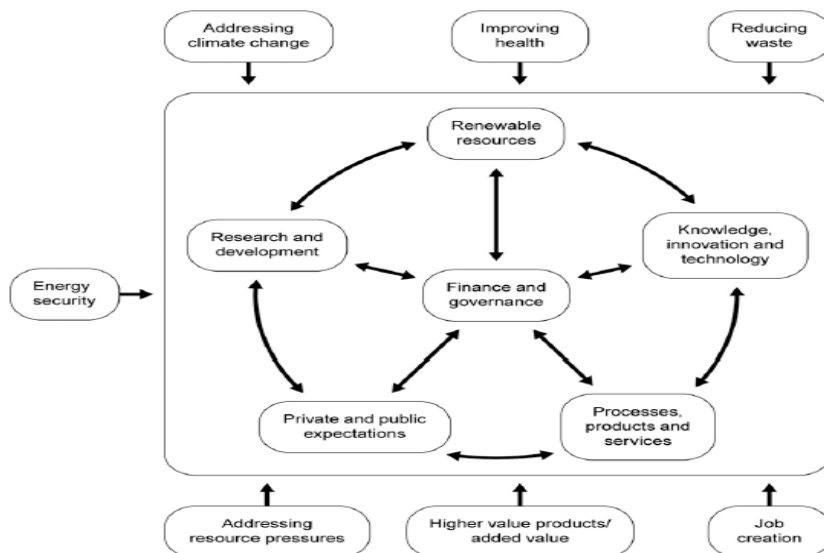 Addressing
climate change
Improving
health
Reducing
waste
Renewable
resources
Research and
development
Knowledge,
innovation and
technology
Energy
security
Finance and
governance
Private and public
expectations
Processes,
products and
services
Addressing
resource pressures
Higher value products/
added value
Job
creation